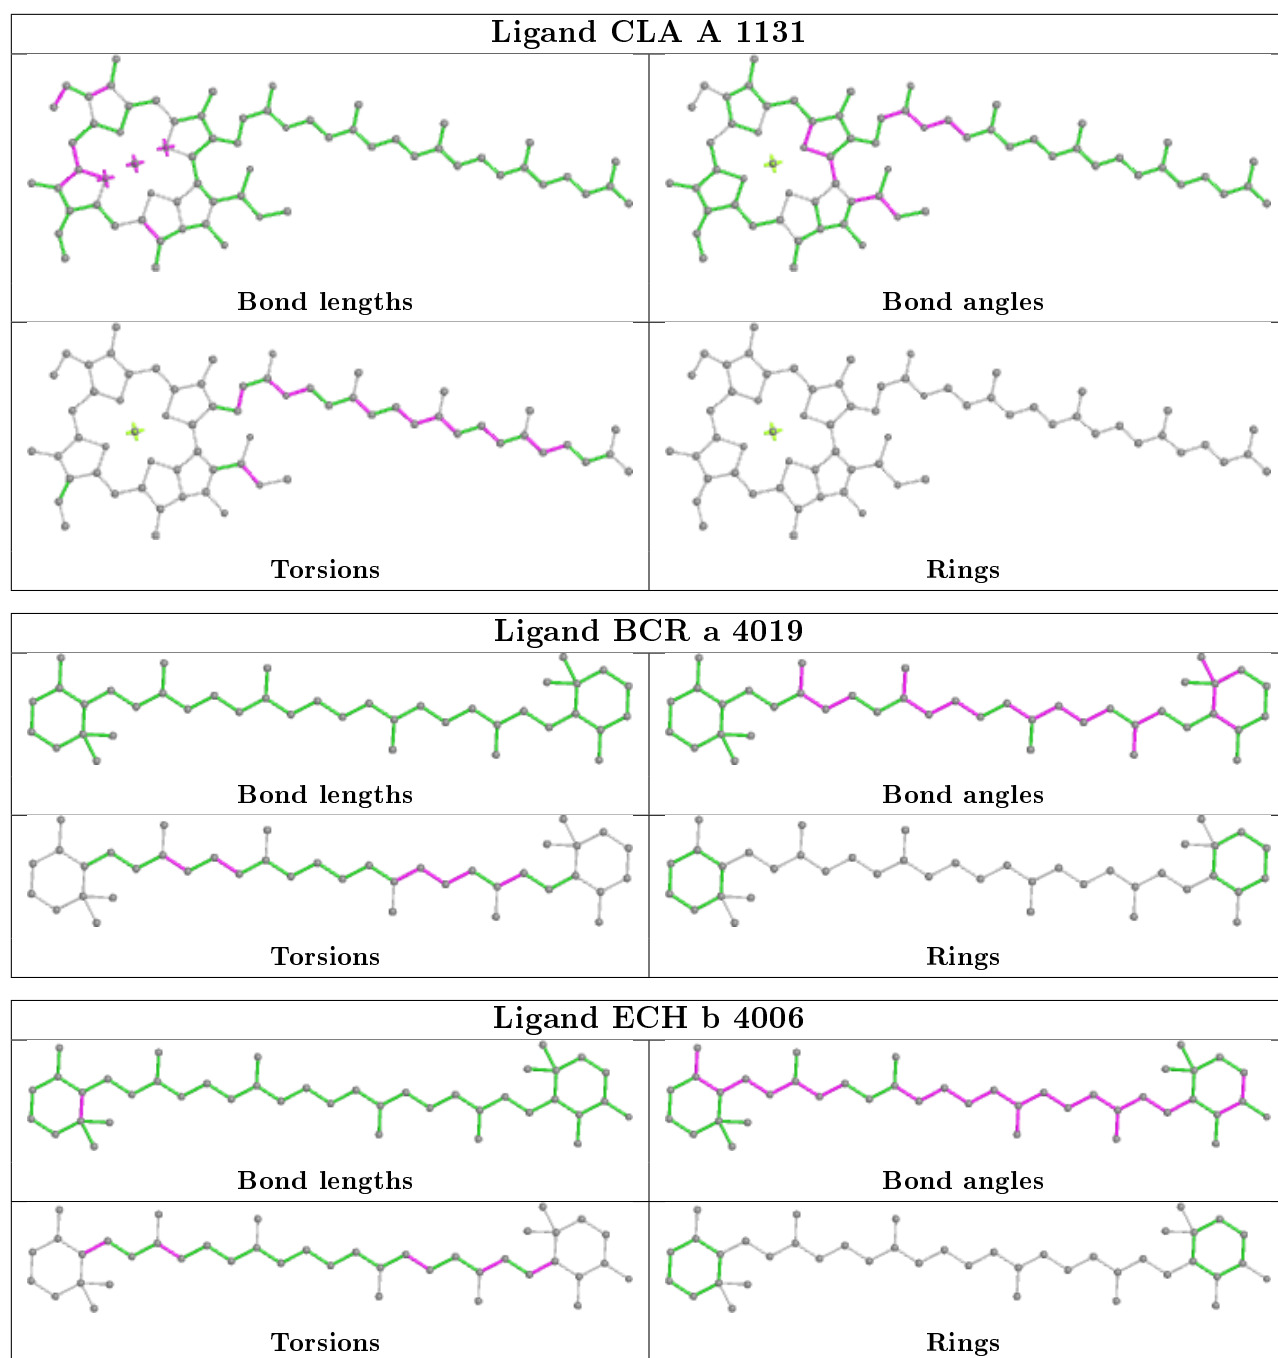 Ligand CLA A 1131
Bond lengths
Bond angles
Torsions
Rings
Ligand BCR a 4019
Bond lengths
Bond angles
Torsions
Rings
Ligand ECH b 4006
Bond lengths
Bond angles
Torsions
Rings